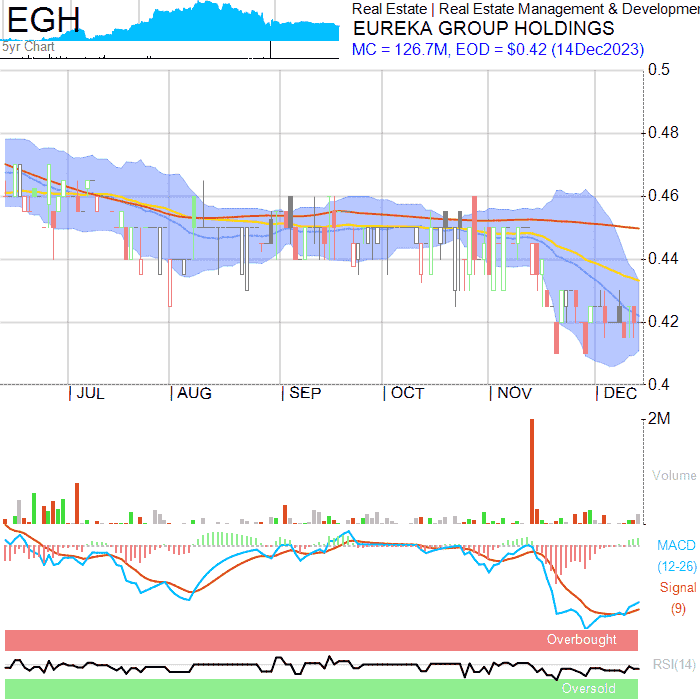 EGH
5yr Chart
Real Estate | Real Estate Management & Developmen
EUREKA GROUP HOLDINGS
MC = 126.7M, EOD = $0.42 (14Dec2023)
0.5
0.48
0.46
0.44
0.42
0.4
JUL AUG SEP OCT NOV DEC
2M
Volume
MACD
(12-26)
Signal
(9)
Overbought
RSI(14)
Oversold